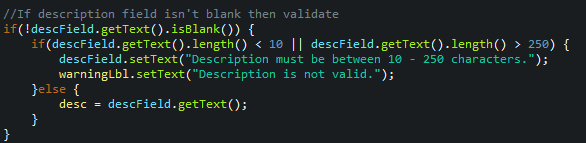 //If description field isn't blank then validate
if(!descField.getText().isBlank()) {
    if(descField.getText().length() < 10 || descField.getText().length() > 250) {
        descField.setText("Description must be between 10 - 250 characters.");
        warningLbl.setText("Description is not valid.");
    }else {
        desc = descField.getText();
    }
}